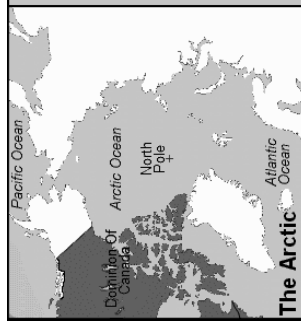 Pacific Ocean
Arctic Ocean
North
Pole
+
Dominion Of
Canada
Atlantic
Ocean
The Arctic